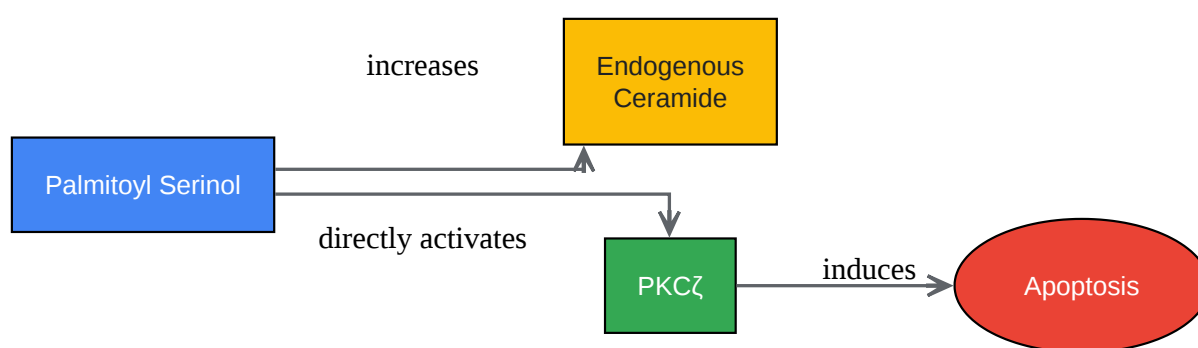 increases
Endogenous
Ceramide
Palmitoyl Serinol
directly activates
PKCζ
induces
Apoptosis